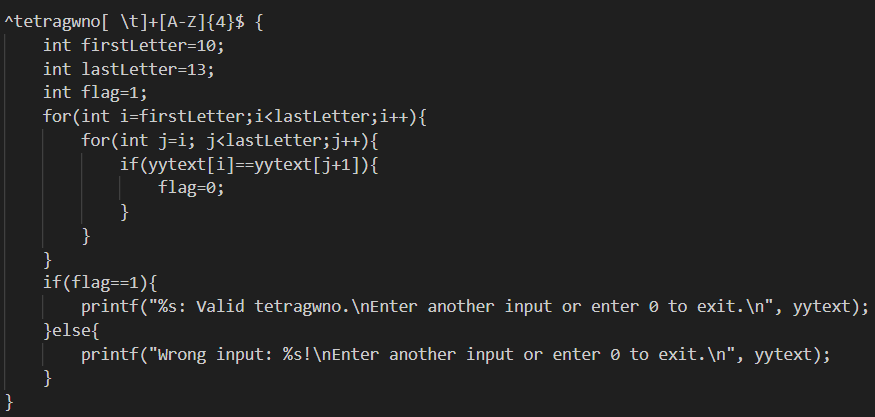 ^tetragwno[ \t]+[A-Z]{4}$ {
    int firstLetter=10;
    int lastLetter=13;
    int flag=1;
    for(int i=firstLetter;i<lastLetter;i++){
        for(int j=i; j<lastLetter;j++){
            if(yytext[i]==yytext[j+1]){
                flag=0;
            }
        }
    }
    if(flag==1){
        printf("%s: Valid tetragwno.\nEnter another input or enter 0 to exit.\n", yytext);
    }else{
        printf("Wrong input: %s!\nEnter another input or enter 0 to exit.\n", yytext);
    }
}